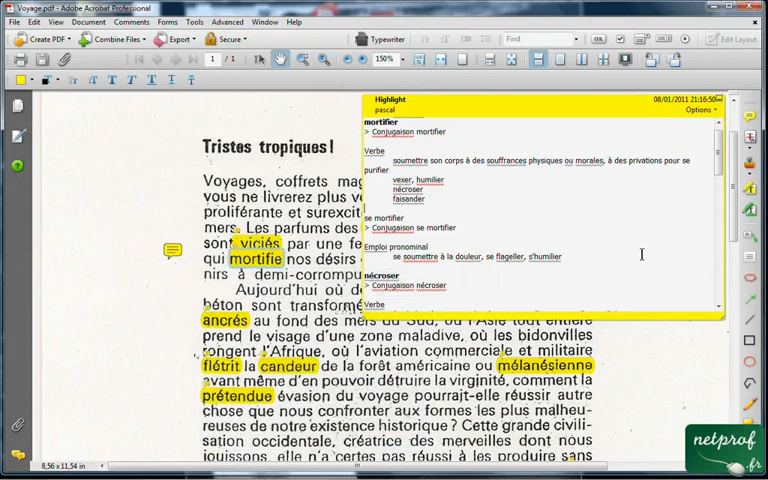 Voyage.pdf - Adobe Acrobat Professional
File Edit View Document Comments Forms Tools Advanced Window Help
Create PDF Combine Files Export Secure Typewriter Find OK Edit Layout
1 / 1 150%
Highlight 08/01/2011 21:16:50
pascal Options
mortifier
> Conjugaison mortifier
Verbe
soumettre son corps à des souffrances physiques ou morales, à des privations pour se
purifier
vexer, humilier
nécroser
faisander
se mortifier
> Conjugaison se mortifier
Emploi pronominal
se soumettre à la douleur, se flageller, s'humilier
nécroser
> Conjugaison nécroser
Verbe
Tristes tropiques!
Voyages, coffrets mag
vous ne livrerez plus v
proliférante et surexcit
mers. Les parfums des
sont viciés par une fe
qui mortifie nos désirs
nirs à demi-corrompu
Aujourd'hui où d
béton sont transformé
ancrés au fond des mers du Sud, où l'Asie tout entière
prend le visage d'une zone maladive, où les bidonvilles
rongent l'Afrique, où l'aviation commerciale et militaire
flétrit la candeur de la forêt américaine ou mélanésienne
avant même d'en pouvoir détruire la virginité, comment la
prétendue évasion du voyage pourrait-elle réussir autre
chose que nous confronter aux formes les plus malheu-
reuses de notre existence historique? Cette grande civili-
sation occidentale, créatrice des merveilles dont nous
jouissons, elle n'a certes pas réussi à les produire sans
8,56 x 11,54 in
netprof
.fr